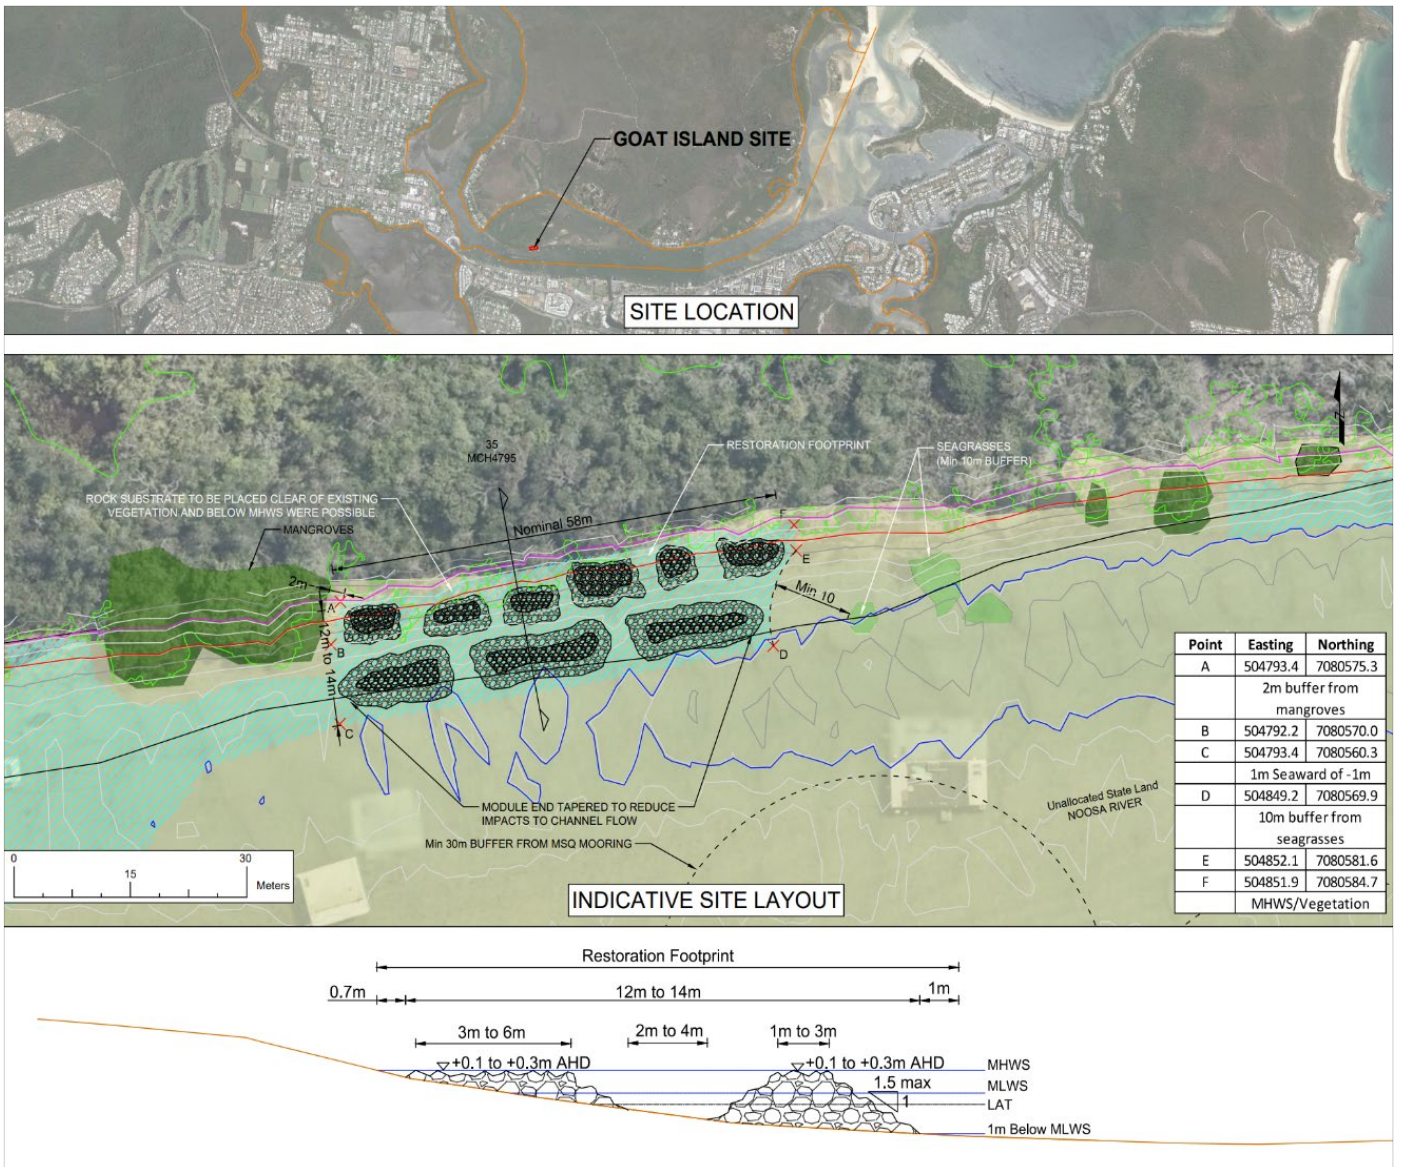 GOAT ISLAND SITE
SITE LOCATION
35
MCH4795
RESTORATION FOOTPRINT
SEAGRASSES
(Min 10m BUFFER)
ROCK SUBSTRATE TO BE PLACED CLEAR OF EXISTING
VEGETATION AND BELOW MHWS WERE POSSIBLE
MANGROVES
Nominal 58m
F
E
2m
A
Min 10
B
12m to 14m
D
C
MODULE END TAPERED TO REDUCE
IMPACTS TO CHANNEL FLOW
Min 30m BUFFER FROM MSQ MOORING
Unallocated State Land
NOOSA RIVER
0 30
15
Meters
INDICATIVE SITE LAYOUT
Point Easting Northing
A 504793.4 7080575.3
2m buffer from
mangroves
B 504792.2 7080570.0
C 504793.4 7080560.3
1m Seaward of -1m
D 504849.2 7080569.9
10m buffer from
seagrasses
E 504852.1 7080581.6
F 504851.9 7080584.7
MHWS/Vegetation
Restoration Footprint
0.7m 12m to 14m 1m
3m to 6m 2m to 4m 1m to 3m
+0.1 to +0.3m AHD +0.1 to +0.3m AHD MHWS
1.5 max MLWS
1 LAT
1m Below MLWS